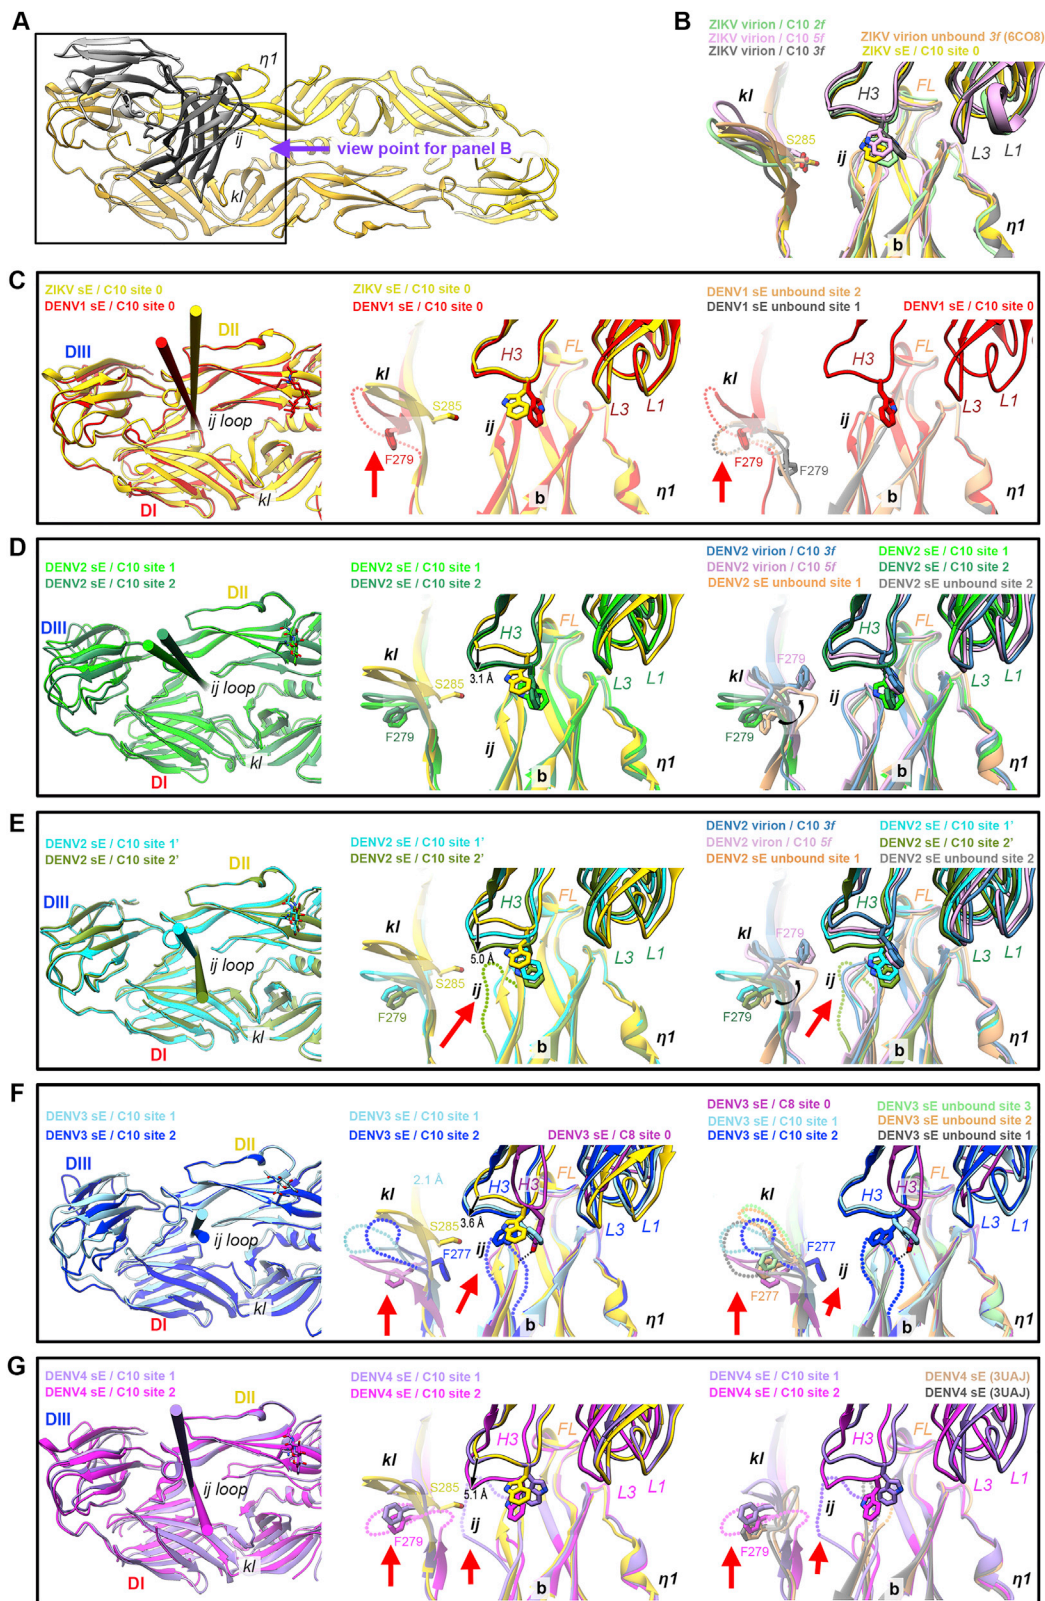 A
η1
ij
kl
view point for panel B
B
ZIKV virion / C10 2f
ZIKV virion / C10 5f
ZIKV virion / C10 3f
ZIKV virion unbound 3f (6CO8)
ZIKV sE / C10 site 0
kl
H3
FL
S285
ij
L3
L1
b
η1
C
ZIKV sE / C10 site 0
DENV1 sE / C10 site 0
DII
DIII
ij loop
DI
kl
ZIKV sE / C10 site 0
DENV1 sE / C10 site 0
kl
H3
FL
S285
ij
L3
L1
F279
b
η1
DENV1 sE unbound site 2
DENV1 sE unbound site 1
DENV1 sE / C10 site 0
kl
H3
FL
ij
L3
L1
F279
F279
b
η1
D
DENV2 sE / C10 site 1
DENV2 sE / C10 site 2
DII
DIII
ij loop
DI
kl
DENV2 sE / C10 site 1
DENV2 sE / C10 site 2
kl
H3
FL
3.1 Å
S285
L3
L1
F279
ij
b
η1
DENV2 virion / C10 3f
DENV2 virion / C10 5f
DENV2 sE unbound site 1
DENV2 sE / C10 site 1
DENV2 sE / C10 site 2
DENV2 sE unbound site 2
H3
FL
F279
kl
ij
L3
L1
F279
b
η1
E
DENV2 sE / C10 site 1’
DENV2 sE / C10 site 2’
DII
DIII
ij loop
DI
kl
DENV2 sE / C10 site 1’
DENV2 sE / C10 site 2’
H3
FL
kl
5.0 Å
S285
ij
L3
L1
F279
b
η1
DENV2 virion / C10 3f
DENV2 viron / C10 5f
DENV2 sE unbound site 1
DENV2 sE / C10 site 1’
DENV2 sE / C10 site 2’
DENV2 sE unbound site 2
H3
FL
F279
kl
ij
L3
L1
F279
b
η1
F
DENV3 sE / C10 site 1
DENV3 sE / C10 site 2
DII
DIII
ij loop
DI
kl
DENV3 sE / C10 site 1
DENV3 sE / C10 site 2
DENV3 sE / C8 site 0
2.1 Å
kl
H3
H3
FL
3.6 Å
S285
ij
F277
L3
L1
b
η1
DENV3 sE / C8 site 0
DENV3 sE / C10 site 1
DENV3 sE / C10 site 2
DENV3 sE unbound site 3
DENV3 sE unbound site 2
DENV3 sE unbound site 1
kl
H3
H3
FL
F277
ij
L3
L1
F277
b
η1
G
DENV4 sE / C10 site 1
DENV4 sE / C10 site 2
DII
DIII
ij loop
DI
kl
DENV4 sE / C10 site 1
DENV4 sE / C10 site 2
kl
H3
FL
S285
5.1 Å
L3
L1
ij
F279
b
η1
DENV4 sE / C10 site 1
DENV4 sE / C10 site 2
DENV4 sE (3UAJ)
DENV4 sE (3UAJ)
kl
H3
FL
L3
L1
ij
F279
b
η1